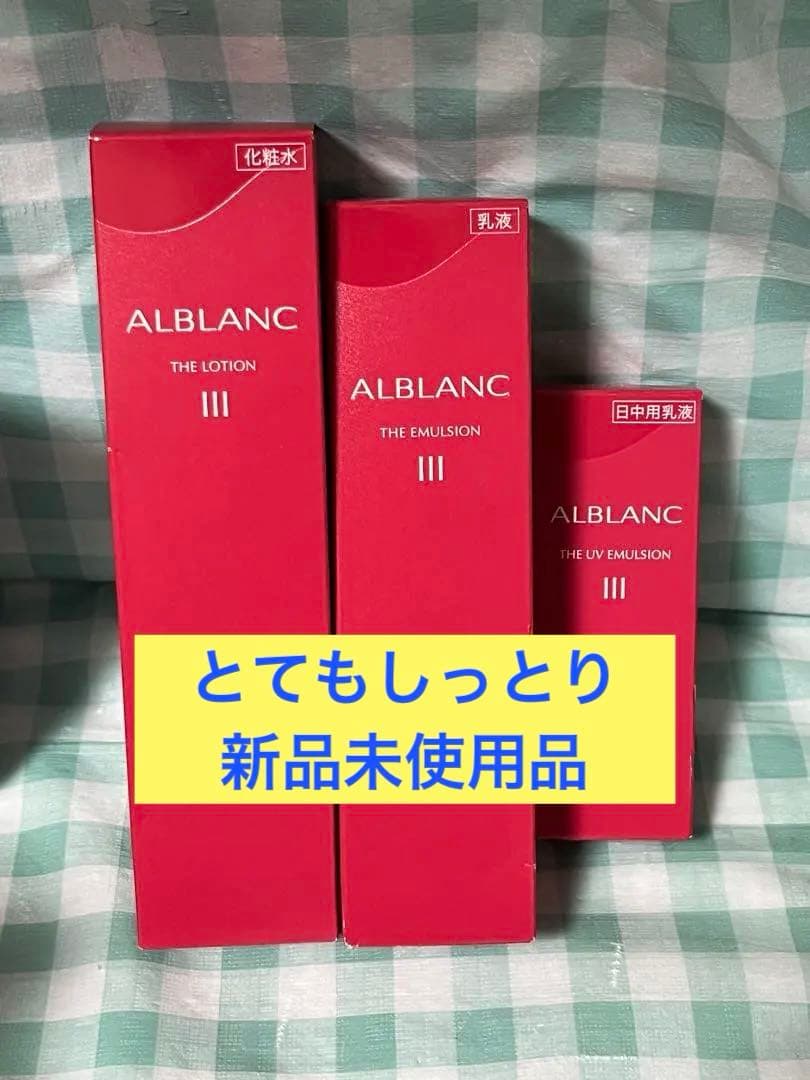 化粧水
ALBLANC
THE LOTION
III
乳液
ALBLANC
THE EMULSION
III
日中用乳液
ALBLANC
THE UV EMULSION
III
とてもしっとり
新品未使用品